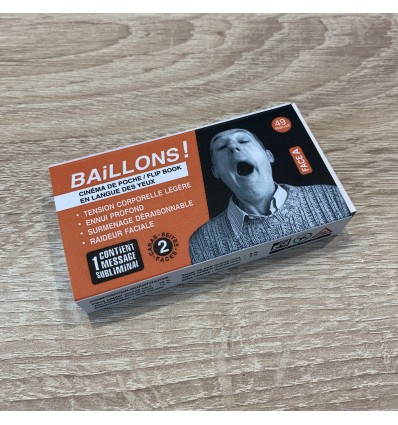 BAiLLONS!
CINÉMA DE POCHE / FLIP BOOK
EN LANGUE DES YEUX
• TENSION CORPORELLE LÉGÈRE
• ENNUI PROFOND
• SURMENAGE DÉRAISONNABLE
• RAIDEUR FACIALE
1 CONTIENT
MESSAGE
SUBLIMINAL
2
FACES
49
FACE A